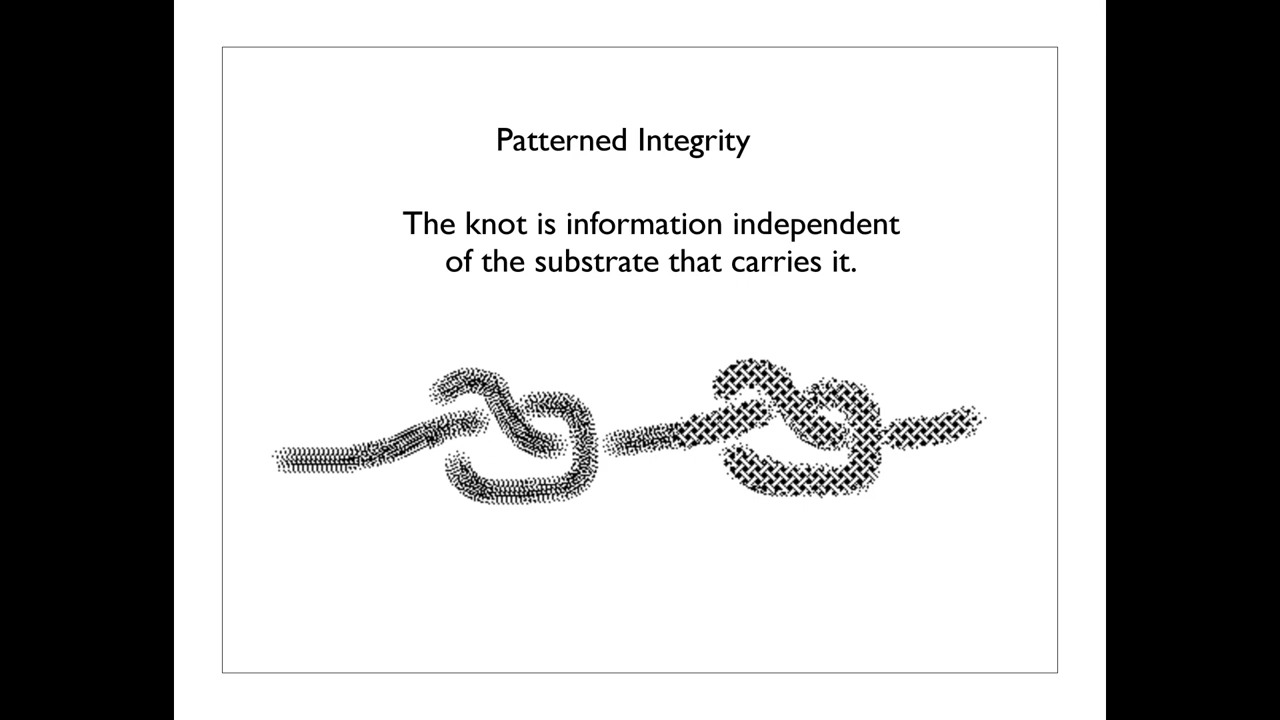 Patterned Integrity
The knot is information independent
of the substrate that carries it.